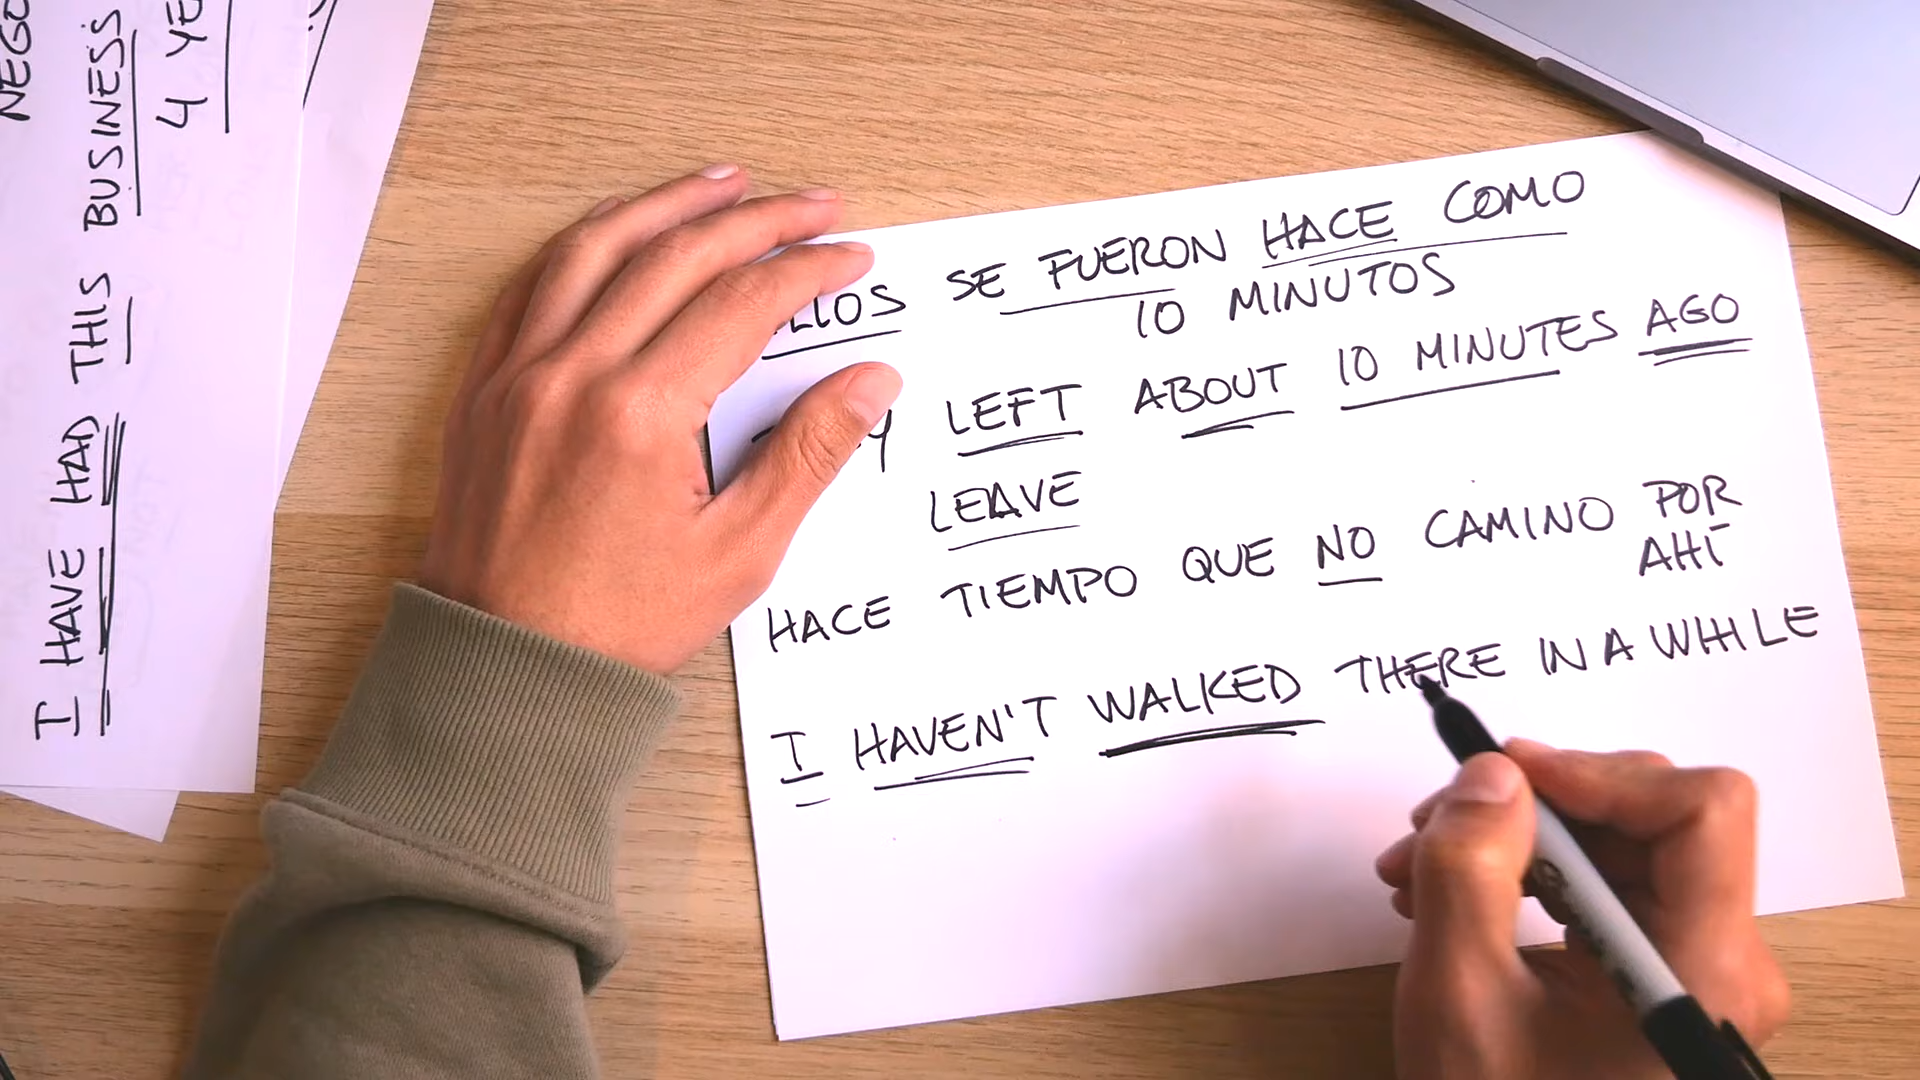 SE FUERON HACE COMO
10 MINUTOS
LEFT ABOUT 10 MINUTES AGO
LEAVE
HACE TIEMPO QUE NO CAMINO POR
AHÍ
I HAVEN'T WALKED THERE IN A WHILE
I HAVE HAD THIS BUSINESS
4